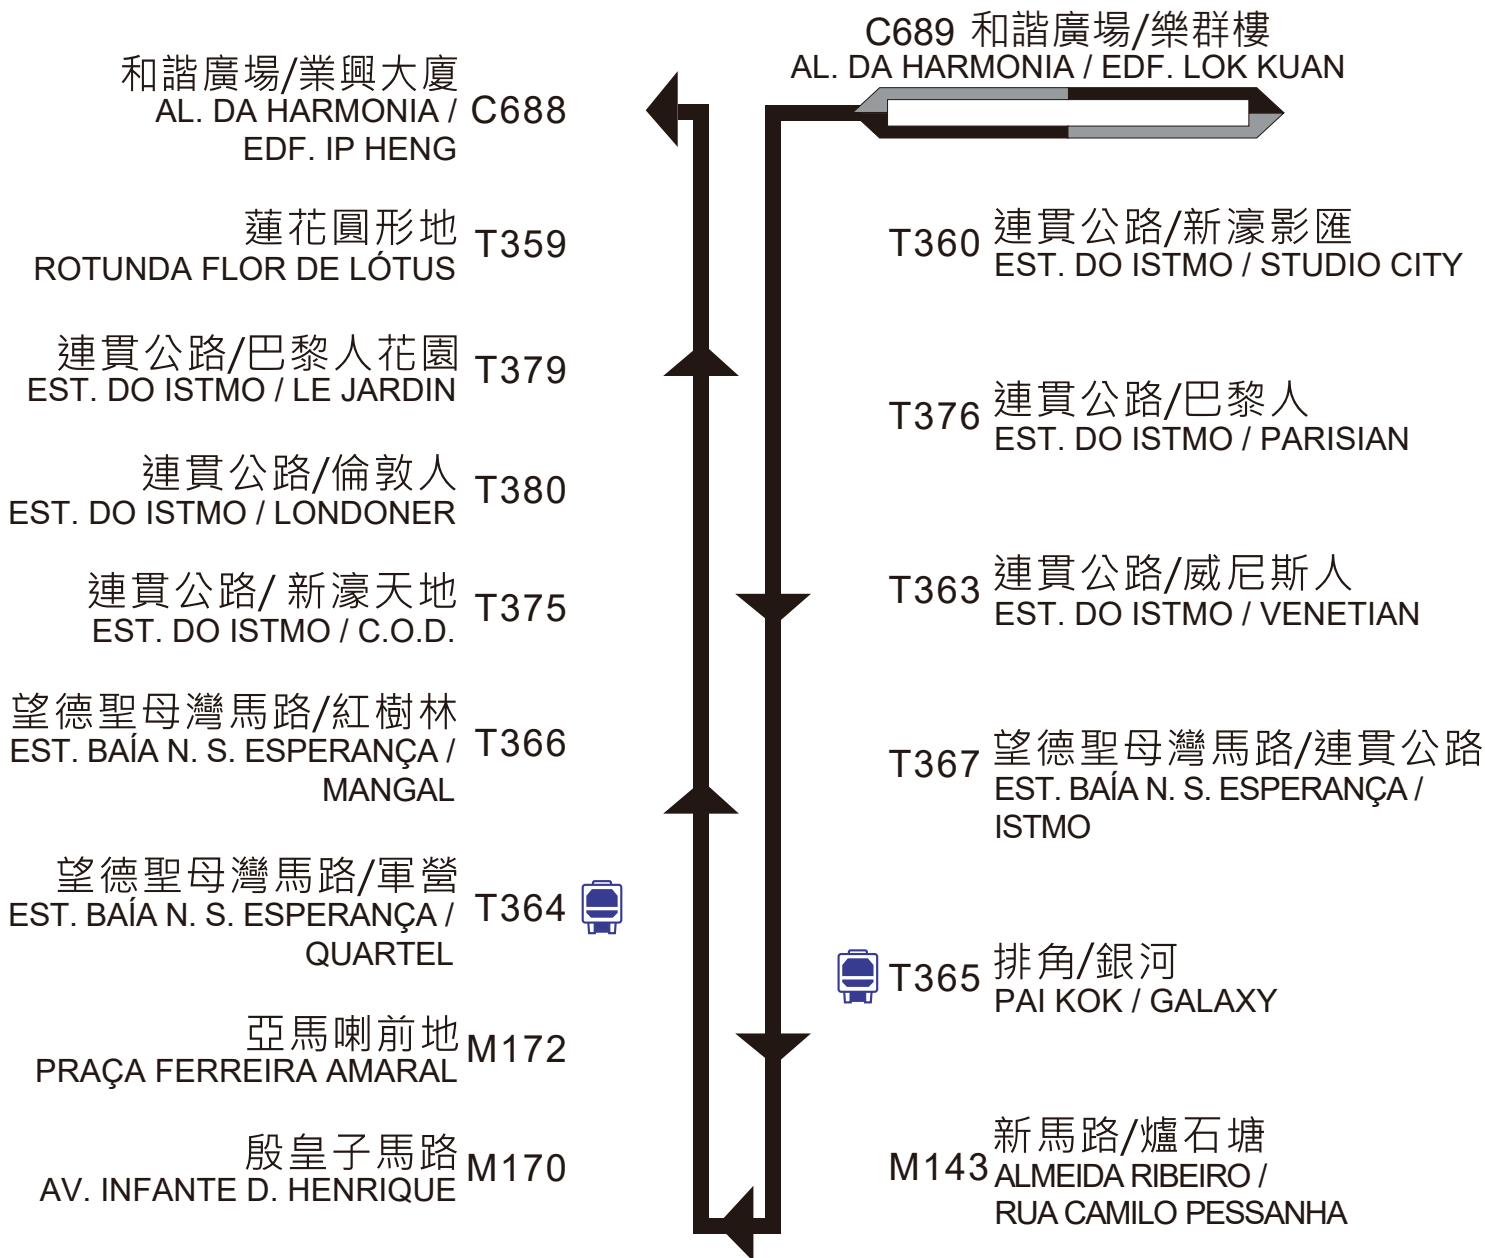 C689 和諧廣場/樂群樓
AL. DA HARMONIA / EDF. LOK KUAN
和諧廣場/業興大廈
AL. DA HARMONIA / C688
EDF. IP HENG
蓮花圓形地
ROTUNDA FLOR DE LÓTUS
T359
連貫公路/巴黎人花園
EST. DO ISTMO / LE JARDIN
T379
連貫公路/倫敦人
EST. DO ISTMO / LONDONER
T380
連貫公路/ 新濠天地
EST. DO ISTMO / C.O.D.
T375
望德聖母灣馬路/紅樹林
EST. BAÍA N. S. ESPERANÇA /
MANGAL
T366
望德聖母灣馬路/軍營
EST. BAÍA N. S. ESPERANÇA /
QUARTEL
T364
亞馬喇前地
PRAÇA FERREIRA AMARAL
M172
殷皇子馬路
AV. INFANTE D. HENRIQUE
M170
T360
連貫公路/新濠影匯
EST. DO ISTMO / STUDIO CITY
T376
連貫公路/巴黎人
EST. DO ISTMO / PARISIAN
T363
連貫公路/威尼斯人
EST. DO ISTMO / VENETIAN
T367
望德聖母灣馬路/連貫公路
EST. BAÍA N. S. ESPERANÇA /
ISTMO
T365
排角/銀河
PAI KOK / GALAXY
M143
新馬路/爐石塘
ALMEIDA RIBEIRO /
RUA CAMILO PESSANHA